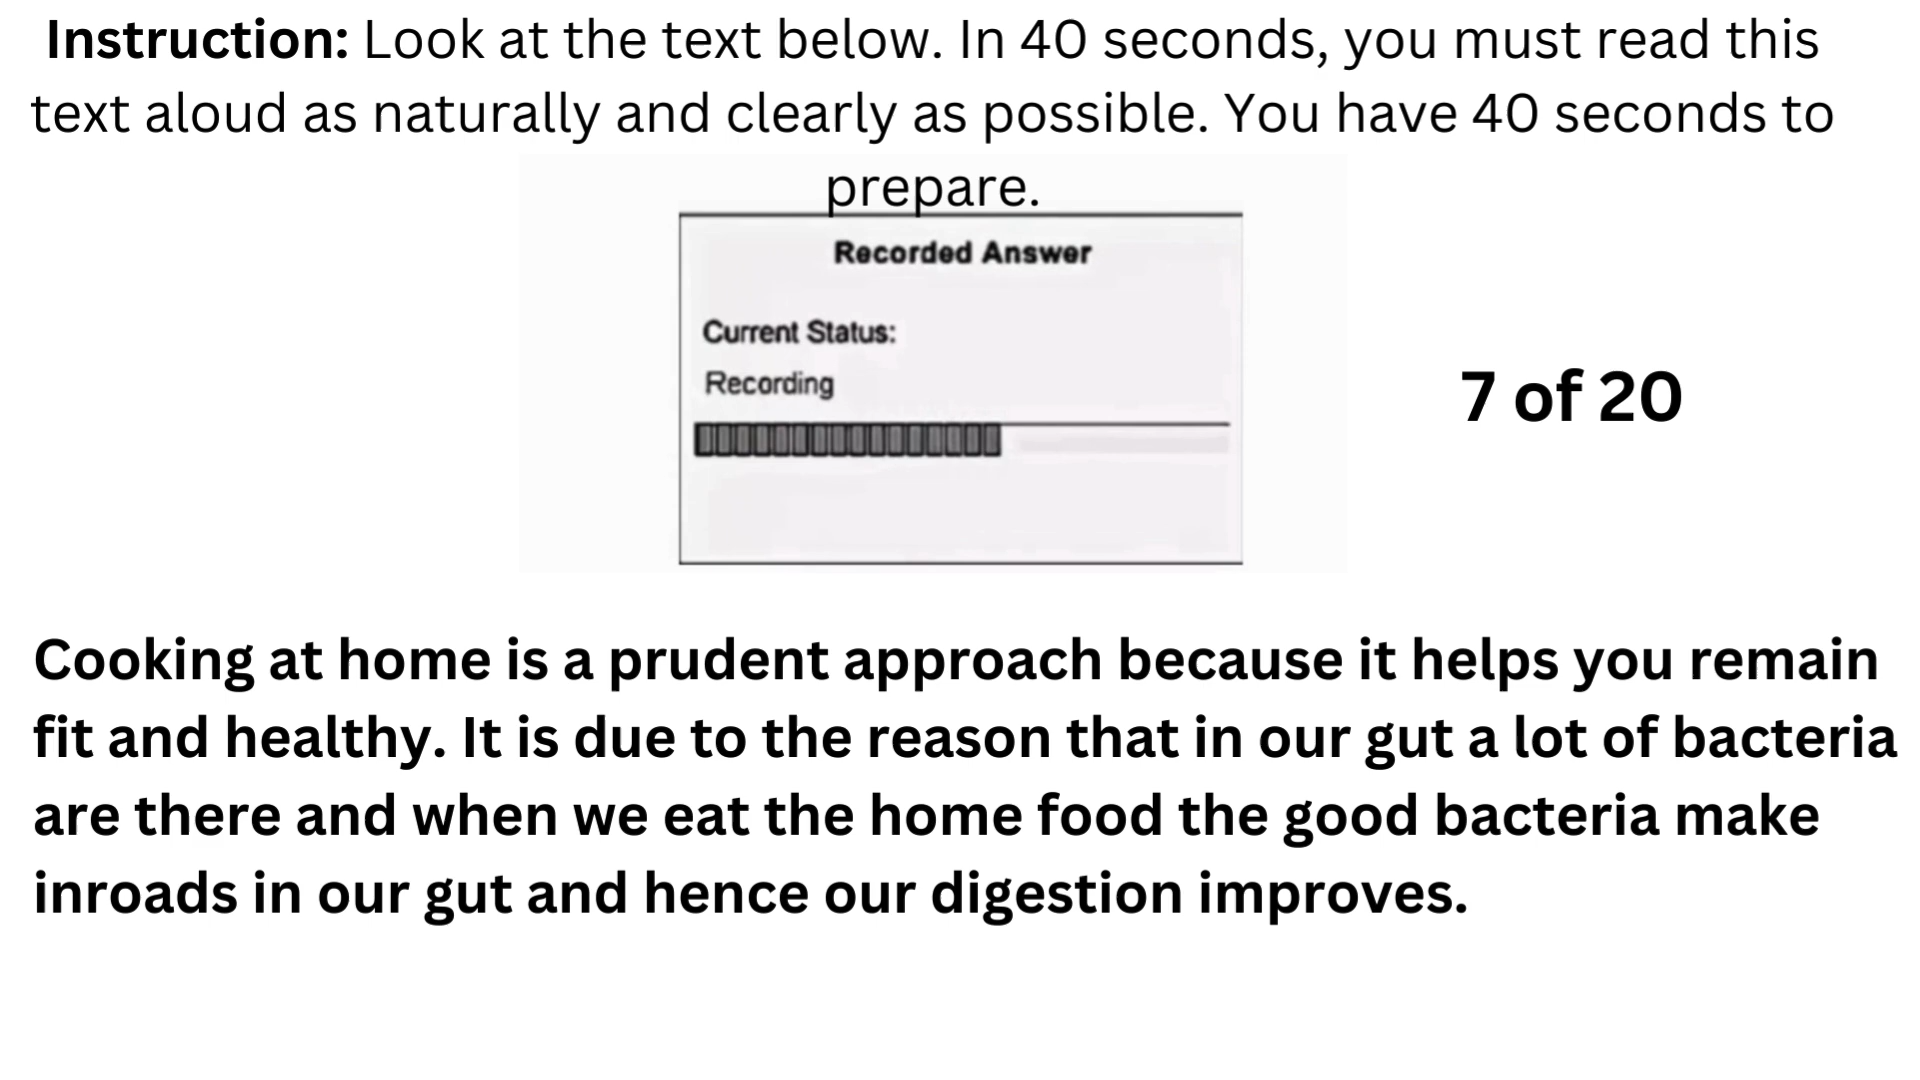 Instruction: Look at the text below. In 40 seconds, you must read this
text aloud as naturally and clearly as possible. You have 40 seconds to
prepare.
Recorded Answer
Current Status:
Recording
7 of 20
Cooking at home is a prudent approach because it helps you remain
fit and healthy. It is due to the reason that in our gut a lot of bacteria
are there and when we eat the home food the good bacteria make
inroads in our gut and hence our digestion improves.